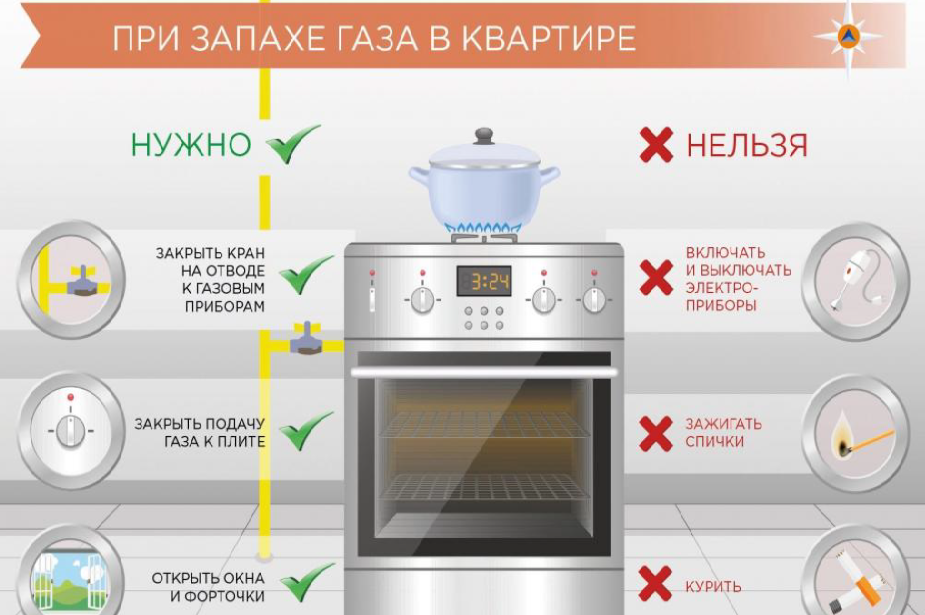 ПРИ ЗАПАХЕ ГАЗА В КВАРТИРЕ
НУЖНО
НЕЛЬЗЯ
ЗАКРЫТЬ КРАН
НА ОТВОДЕ
К ГАЗОВЫМ
ПРИБОРАМ
ВКЛЮЧАТЬ
И ВЫКЛЮЧАТЬ
ЭЛЕКТРО-
ПРИБОРЫ
3:24
ЗАКРЫТЬ ПОДАЧУ
ГАЗА К ПЛИТЕ
ЗАЖИГАТЬ
СПИЧКИ
ОТКРЫТЬ ОКНА
И ФОРТОЧКИ
КУРИТЬ